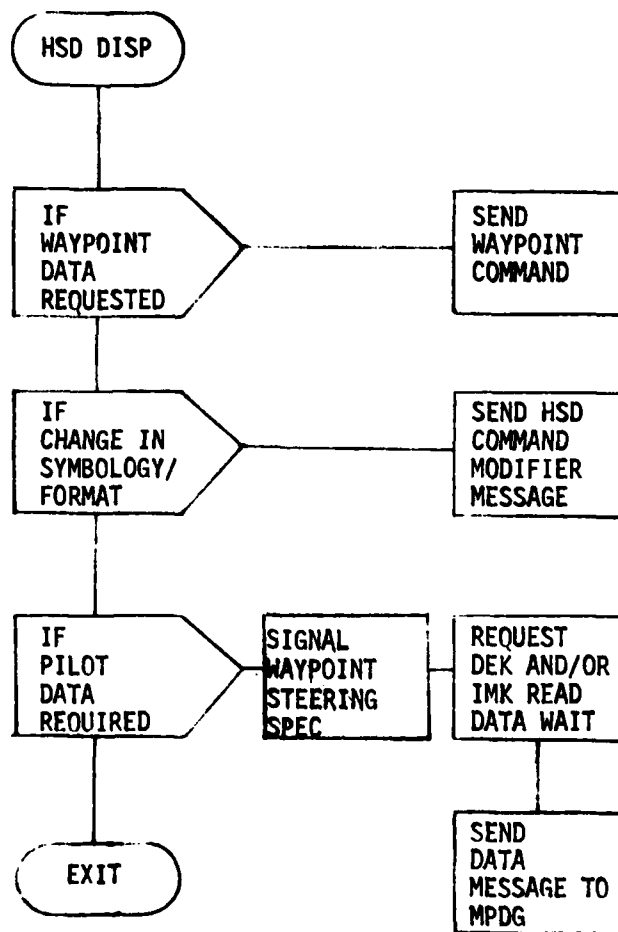 HSD DISP
IF
WAYPOINT
DATA
REQUESTED
SEND
WAYPOINT
COMMAND
IF
CHANGE IN
SYMBOLOGY/
FORMAT
SEND HSD
COMMAND
MODIFIER
MESSAGE
IF
PILOT
DATA
REQUIRED
SIGNAL
WAYPOINT
STEERING
SPEC
REQUEST
DEK AND/OR
IMK READ
DATA WAIT
EXIT
SEND
DATA
MESSAGE TO
MPDG